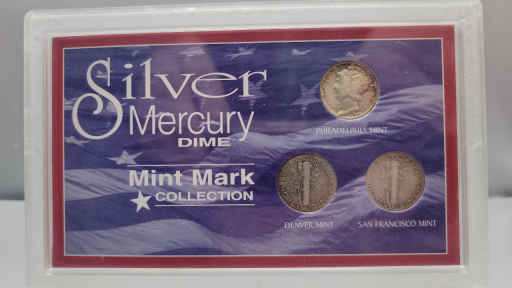 Silver
Mercury
DIME
Mint Mark
COLLECTION
PHILADELPHIA MINT
DENVER MINT
SAN FRANCISCO MINT